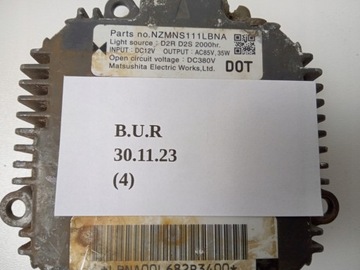 Parts no.NZMNS111LBNA
Light source : D2R D2S 2000hr.
INPUT : DC12V OUTPUT : AC85V, 35W
Open circuit voltage : DC380V
Matsushita Electric Works,Ltd. DOT
B.U.R
30.11.23
(4)
*LBNA00L682R3400*